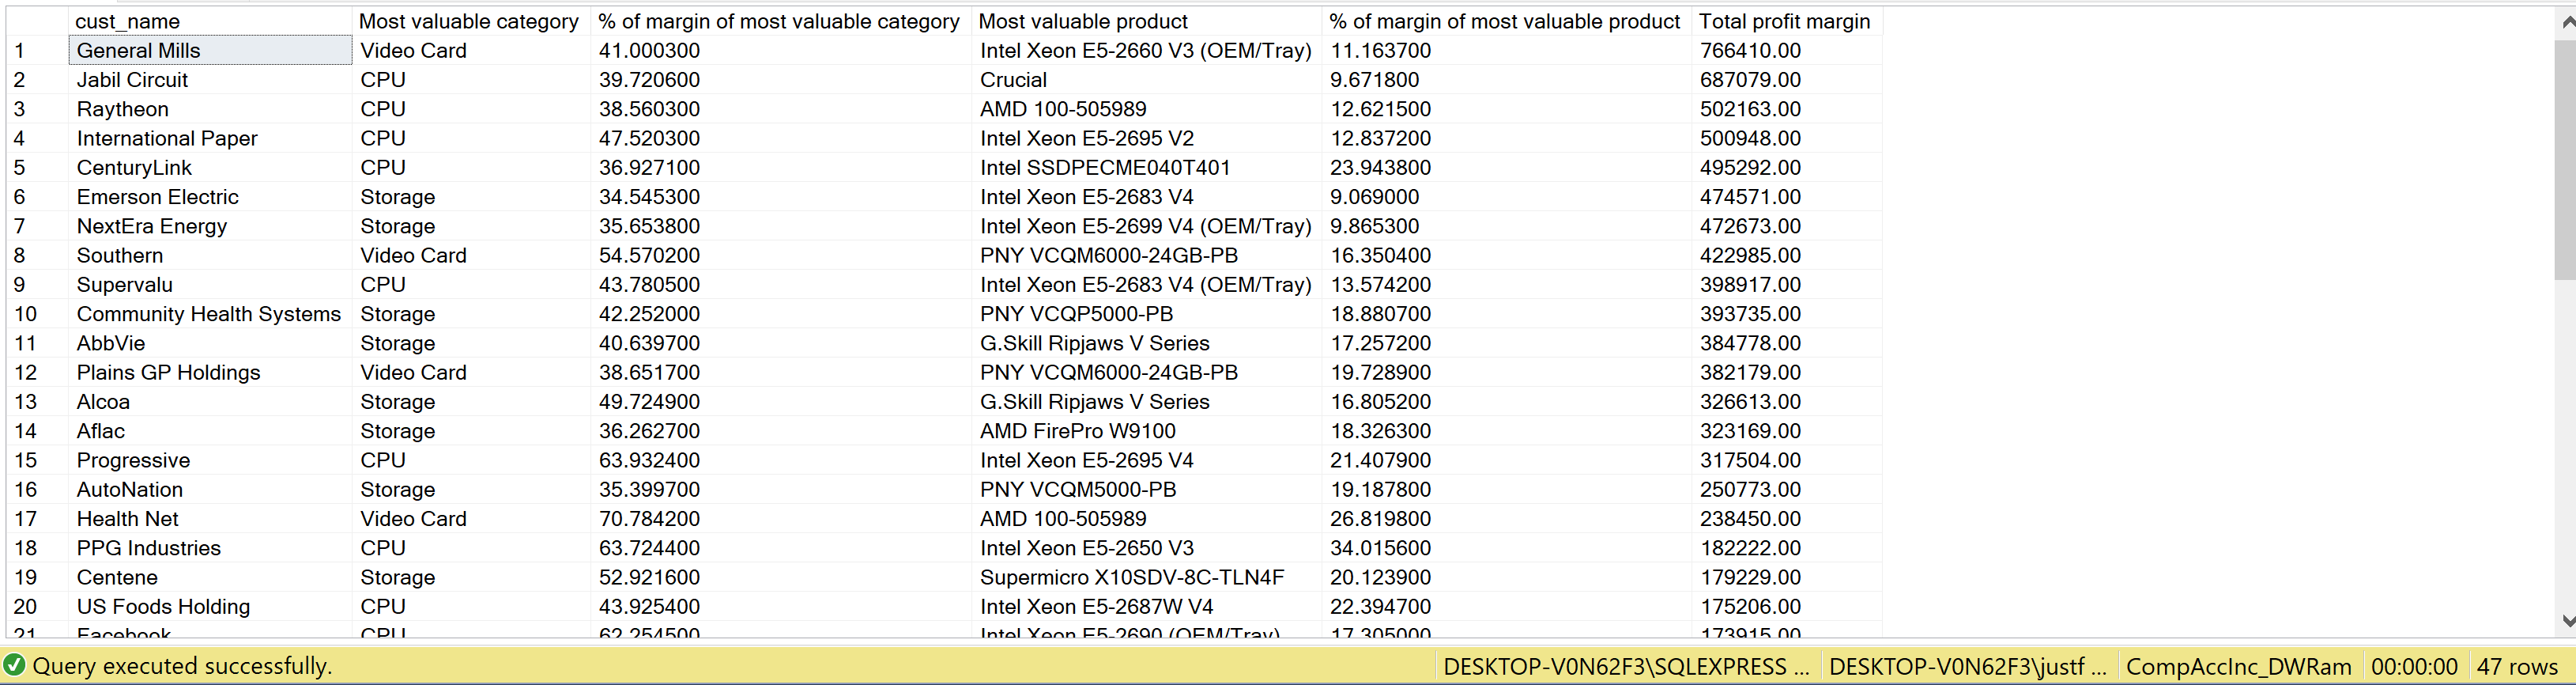 cust_name Most valuable category % of margin of most valuable category Most valuable product % of margin of most valuable product Total profit margin
1 General Mills Video Card 41.000300 Intel Xeon E5-2660 V3 (OEM/Tray) 11.163700 766410.00
2 Jabil Circuit CPU 39.720600 Crucial 9.671800 687079.00
3 Raytheon CPU 38.560300 AMD 100-505989 12.621500 502163.00
4 International Paper CPU 47.520300 Intel Xeon E5-2695 V2 12.837200 500948.00
5 CenturyLink CPU 36.927100 Intel SSDPECME040T401 23.943800 495292.00
6 Emerson Electric Storage 34.545300 Intel Xeon E5-2683 V4 9.069000 474571.00
7 NextEra Energy Storage 35.653800 Intel Xeon E5-2699 V4 (OEM/Tray) 9.865300 472673.00
8 Southern Video Card 54.570200 PNY VCQM6000-24GB-PB 16.350400 422985.00
9 Supervalu CPU 43.780500 Intel Xeon E5-2683 V4 (OEM/Tray) 13.574200 398917.00
10 Community Health Systems Storage 42.252000 PNY VCQP5000-PB 18.880700 393735.00
11 AbbVie Storage 40.639700 G.Skill Ripjaws V Series 17.257200 384778.00
12 Plains GP Holdings Video Card 38.651700 PNY VCQM6000-24GB-PB 19.728900 382179.00
13 Alcoa Storage 49.724900 G.Skill Ripjaws V Series 16.805200 326613.00
14 Aflac Storage 36.262700 AMD FirePro W9100 18.326300 323169.00
15 Progressive CPU 63.932400 Intel Xeon E5-2695 V4 21.407900 317504.00
16 AutoNation Storage 35.399700 PNY VCQM5000-PB 19.187800 250773.00
17 Health Net Video Card 70.784200 AMD 100-505989 26.819800 238450.00
18 PPG Industries CPU 63.724400 Intel Xeon E5-2650 V3 34.015600 182222.00
19 Centene Storage 52.921600 Supermicro X10SDV-8C-TLN4F 20.123900 179229.00
20 US Foods Holding CPU 43.925400 Intel Xeon E5-2687W V4 22.394700 175206.00
21 Facebook CPU 62.254500 Intel Xeon E5-2690 (OEM/Tray) 17.305000 173915.00
Query executed successfully. DESKTOP-V0N62F3\SQLEXPRESS ... DESKTOP-V0N62F3\justf ... CompAccInc_DWRam 00:00:00 47 rows